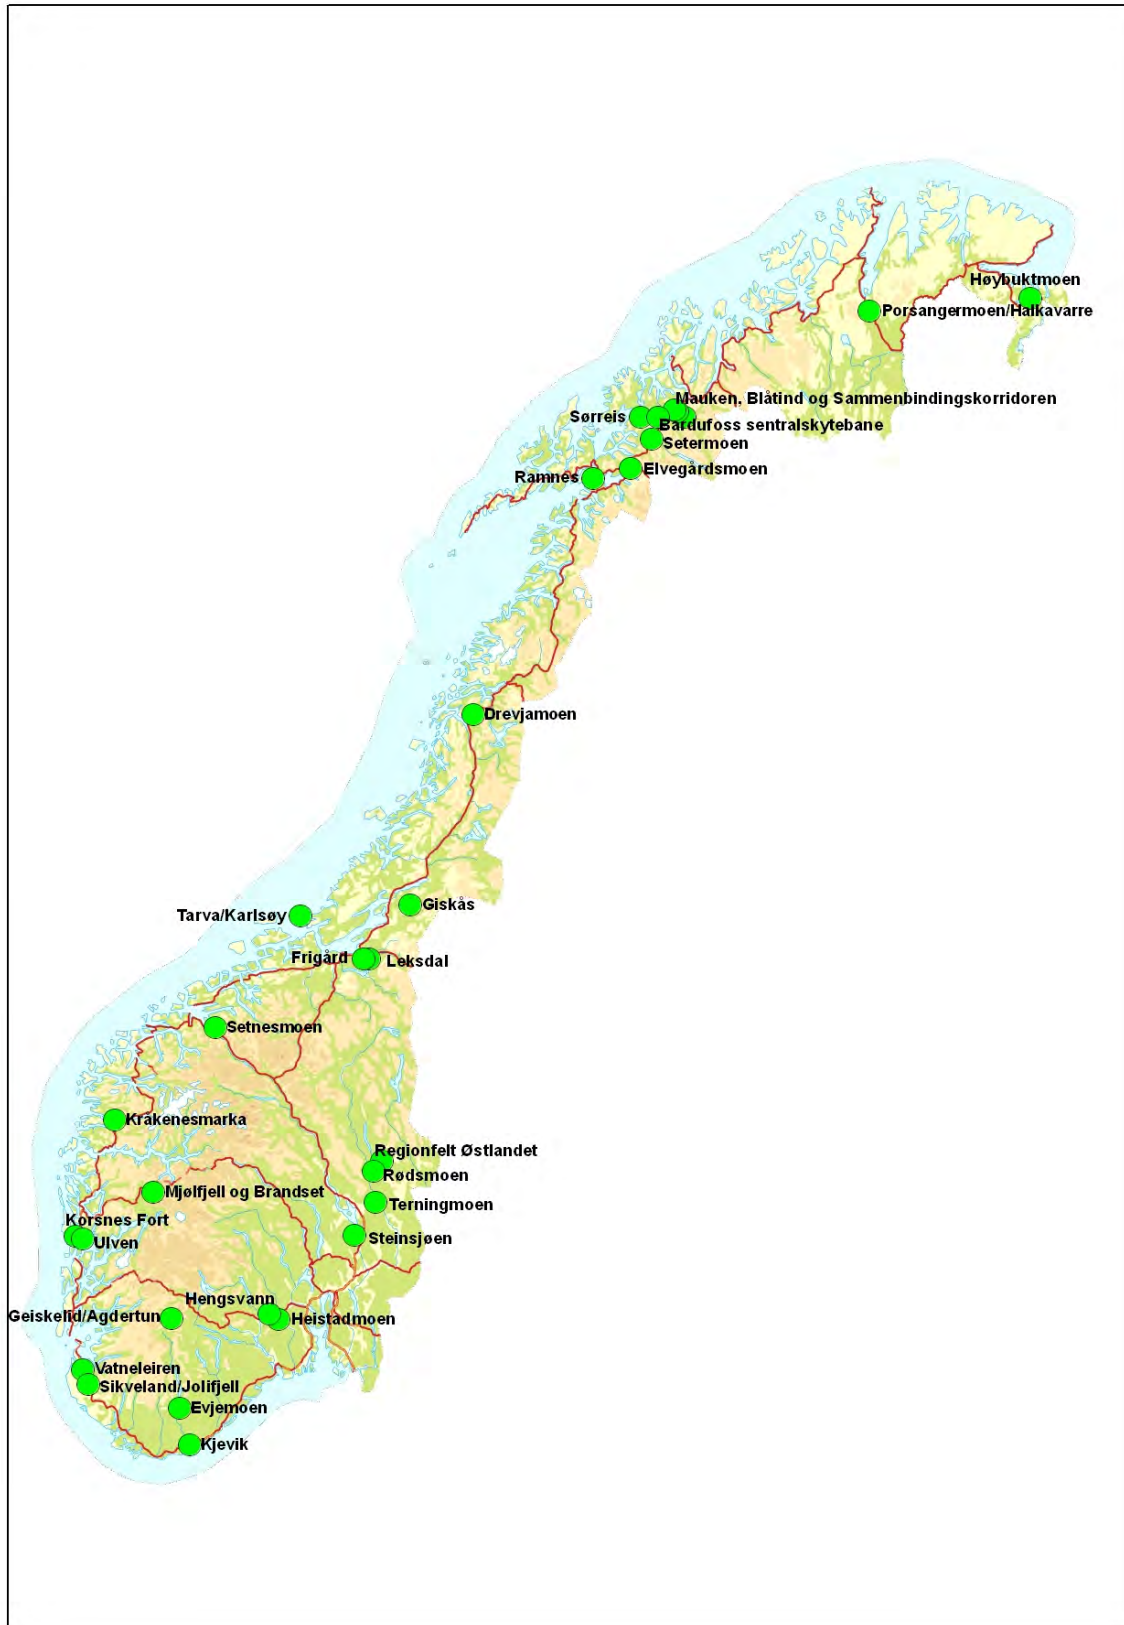 Høybuktmoen
Porsangermoen/Halkavarre
Mauken, Blåtind og Sammenbindingskorridoren
Sørreis
Bardufoss sentralskytebane
Setermoen
Elvegårdsmoen
Ramnes
Drevjamoen
Giskås
Tarva/Karlsøy
Frigård
Leksdal
Setnesmoen
Kråkenesmarka
Regionfelt Østlandet
Rødsmoen
Mjølfjell og Brandset
Terningmoen
Korsnes Fort
Ulven
Steinsjøen
Hengsvann
Geiskelid/Agdertun
Heistadmoen
Vatneleiren
Sikveland/Jolifjell
Evjemoen
Kjevik